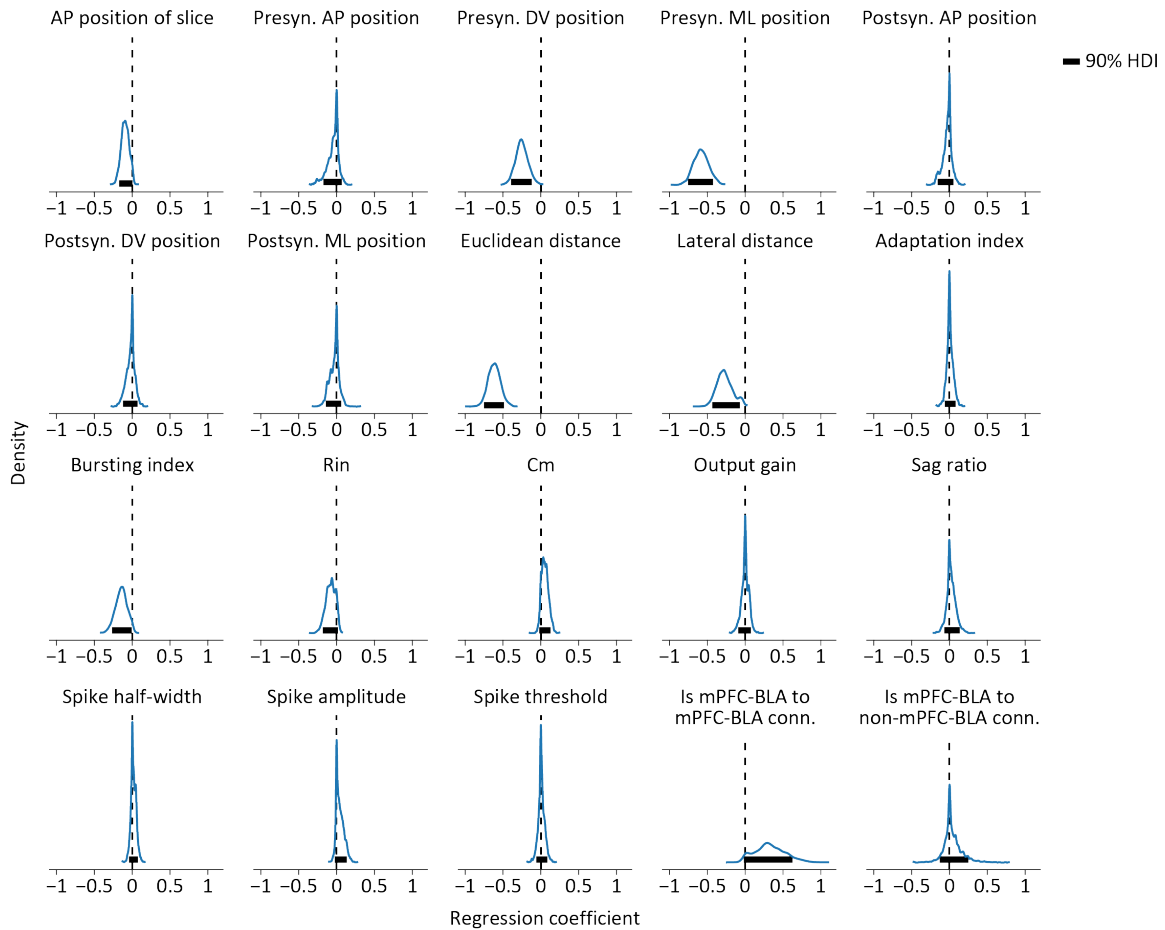 AP position of slice
Presyn. AP position
Presyn. DV position
Presyn. ML position
Postsyn. AP position
90% HDI
−1 −0.5 0 0.5 1
−1 −0.5 0 0.5 1
−1 −0.5 0 0.5 1
−1 −0.5 0 0.5 1
−1 −0.5 0 0.5 1
Postsyn. DV position
Postsyn. ML position
Euclidean distance
Lateral distance
Adaptation index
−1 −0.5 0 0.5 1
−1 −0.5 0 0.5 1
−1 −0.5 0 0.5 1
−1 −0.5 0 0.5 1
−1 −0.5 0 0.5 1
Density
Bursting index
Rin
Cm
Output gain
Sag ratio
−1 −0.5 0 0.5 1
−1 −0.5 0 0.5 1
−1 −0.5 0 0.5 1
−1 −0.5 0 0.5 1
−1 −0.5 0 0.5 1
Spike half-width
Spike amplitude
Spike threshold
Is mPFC-BLA to
mPFC-BLA conn.
Is mPFC-BLA to
non-mPFC-BLA conn.
−1 −0.5 0 0.5 1
−1 −0.5 0 0.5 1
−1 −0.5 0 0.5 1
−1 −0.5 0 0.5 1
−1 −0.5 0 0.5 1
Regression coefficient